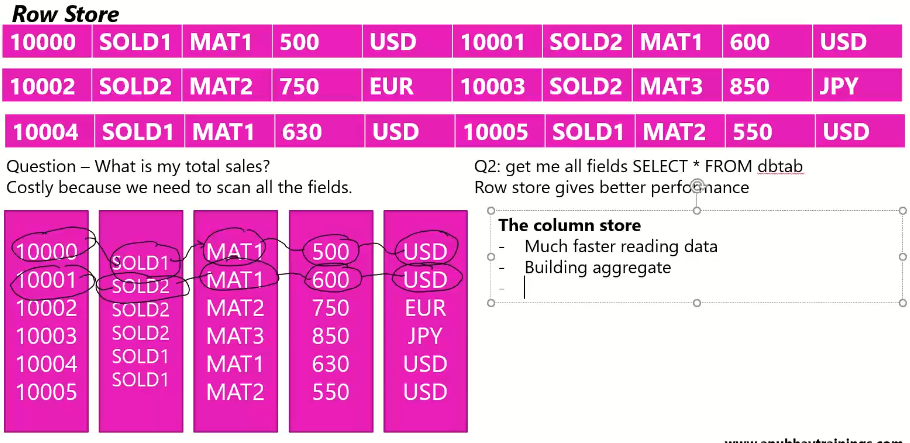 Row Store
10000 SOLD1 MAT1 500 USD 10001 SOLD2 MAT1 600 USD
10002 SOLD2 MAT2 750 EUR 10003 SOLD2 MAT3 850 JPY
10004 SOLD1 MAT1 630 USD 10005 SOLD1 MAT2 550 USD
Question – What is my total sales?
Costly because we need to scan all the fields.
Q2: get me all fields SELECT * FROM dbtab
Row store gives better performance
10000 SOLD1 MAT1 500 USD
10001 SOLD2 MAT1 600 USD
10002 SOLD2 MAT2 750 EUR
10003 SOLD2 MAT3 850 JPY
10004 SOLD1 MAT1 630 USD
10005 SOLD1 MAT2 550 USD
The column store
- Much faster reading data
- Building aggregate
-